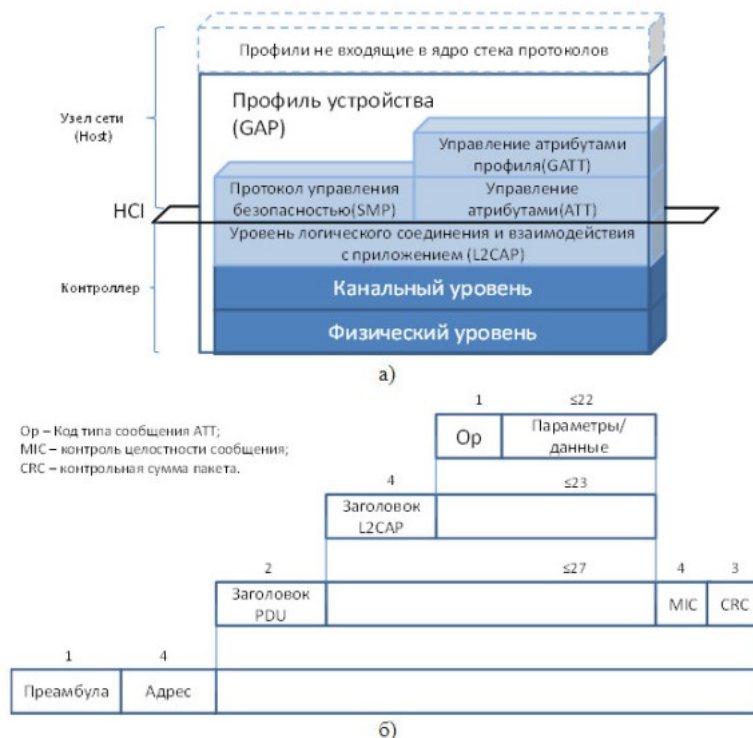 Профили не входящие в ядро стека протоколов
Узел сети
(Host)
Профиль устройства
(GAP)
Управление атрибутами
профиля(GATT)
Протокол управления
безопасностью(SMP)
Управление
атрибутами(ATT)
HCI
Уровень логического соединения и взаимодействия
с приложением (L2CAP)
Контроллер
Канальный уровень
Физический уровень
а)
Op – Код типа сообщения ATT;
MIC – контроль целостности сообщения;
CRC – контрольная сумма пакета.
1
≤22
Op
Параметры/
данные
4
≤23
Заголовок
L2CAP
2
≤27
4
3
Заголовок
PDU
MIC
CRC
1
4
Преамбула
Адрес
б)